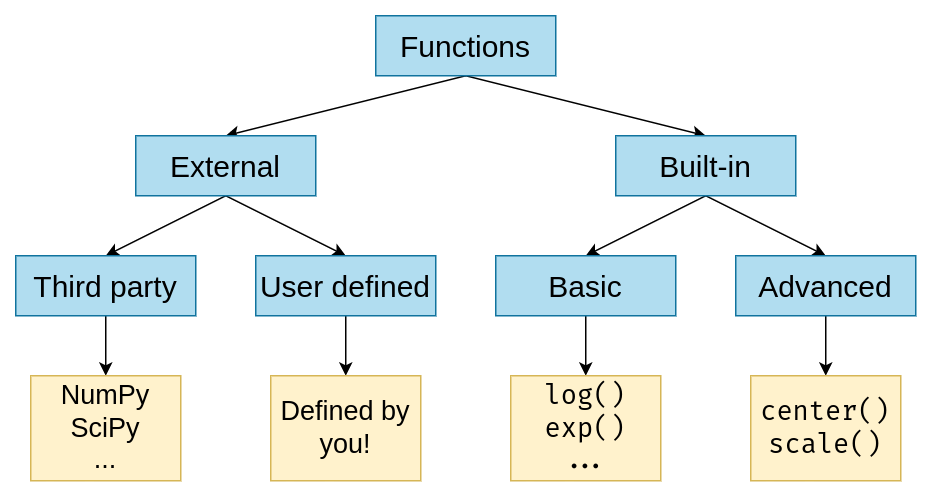 Functions
External
Built-in
Third party
User defined
Basic
Advanced
NumPy
SciPy
...
Defined by
you!
log()
exp()
...
center()
scale()